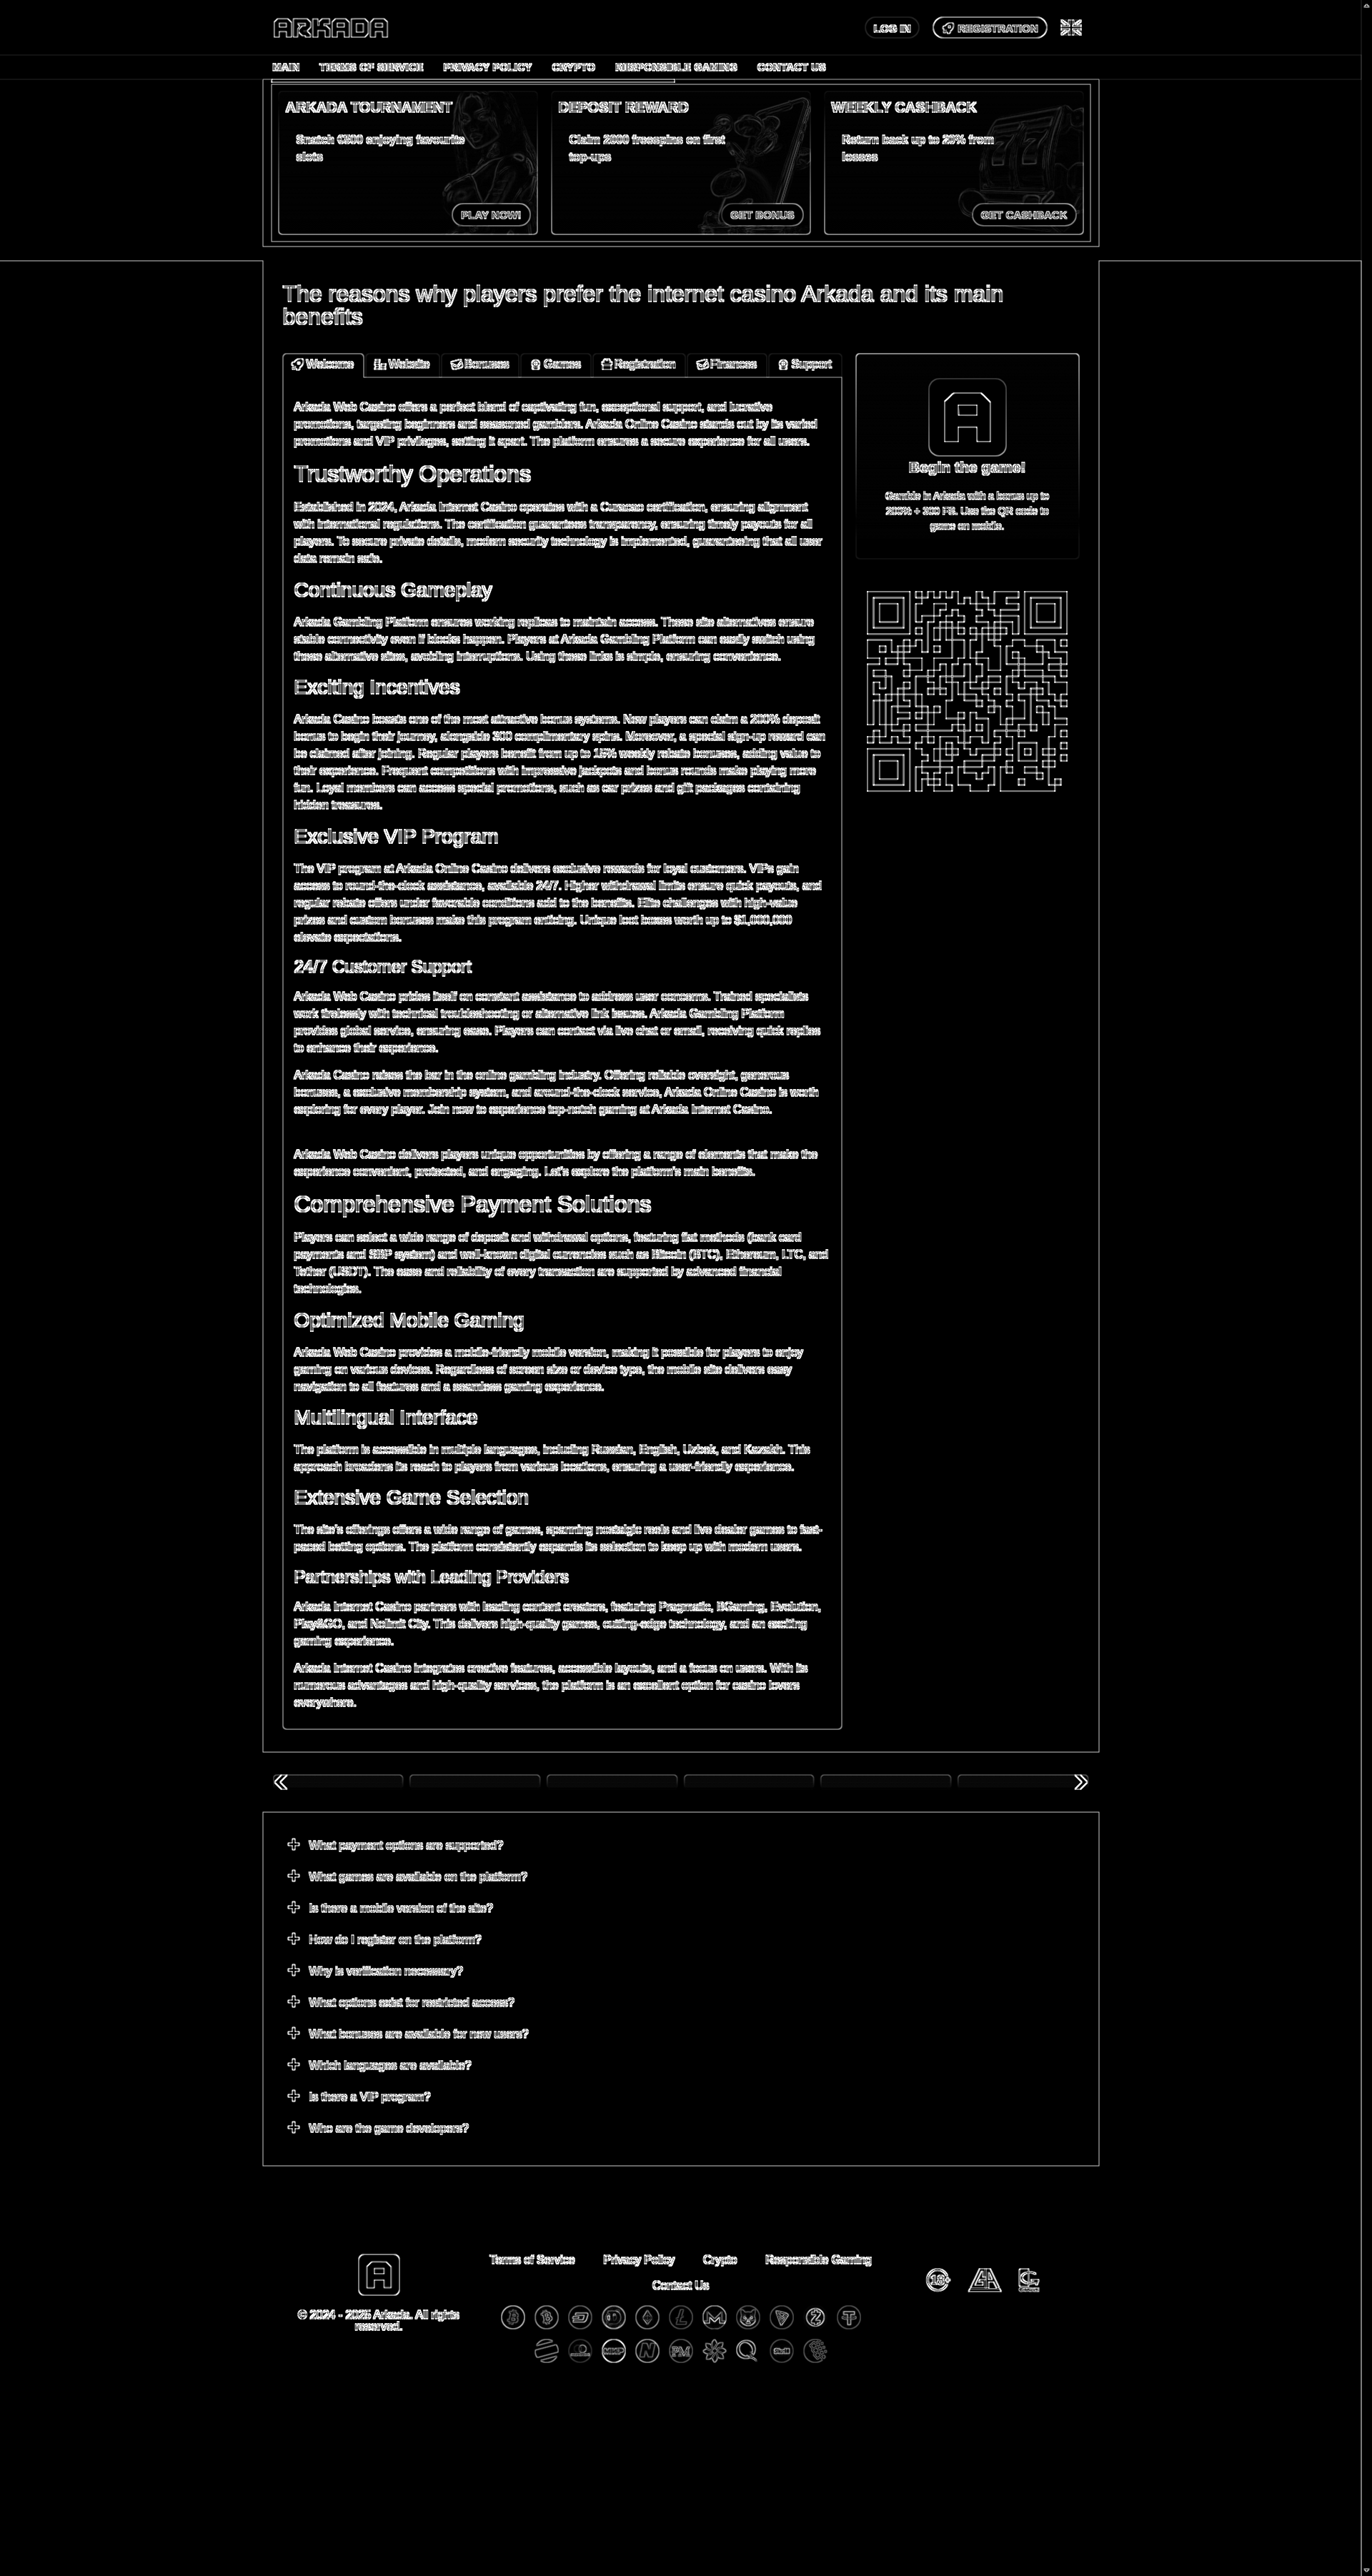 ARKADA
LOG IN
REGISTRATION
MAIN
TERMS OF SERVICE
PRIVACY POLICY
CRYPTO
RESPONSIBLE GAMING
CONTACT US
ARKADA TOURNAMENT
Snatch €500 enjoying favourite
slots
PLAY NOW!
DEPOSIT REWARD
Claim 2000 freespins on first
top-ups
GET BONUS
WEEKLY CASHBACK
Return back up to 20% from
losses
GET CASHBACK
The reasons why players prefer the internet casino Arkada and its main
benefits
Welcome
Website
Bonuses
Games
Registration
Finances
Support
Arkada Web Casino offers a perfect blend of captivating fun, exceptional support, and lucrative
promotions, targeting beginners and seasoned gamblers. Arkada Online Casino stands out by its varied
promotions and VIP privileges, setting it apart. The platform ensures a secure experience for all users.
Trustworthy Operations
Established in 2024, Arkada Internet Casino operates with a Curacao certification, ensuring alignment
with international regulations. The certification guarantees transparency, ensuring timely payouts for all
players. To secure private details, modern security technology is implemented, guaranteeing that all user
data remain safe.
Continuous Gameplay
Arkada Gambling Platform ensures working replicas to maintain access. These site alternatives ensure
stable connectivity even if blocks happen. Players at Arkada Gambling Platform can easily switch using
these alternative sites, avoiding interruptions. Using these links is simple, ensuring convenience.
Exciting Incentives
Arkada Casino boasts one of the most attractive bonus systems. New players can claim a 200% deposit
bonus to begin their journey, alongside 300 complimentary spins. Moreover, a special sign-up reward can
be claimed after joining. Regular players benefit from up to 15% weekly rebate bonuses, adding value to
their experience. Frequent competitions with impressive jackpots and bonus rounds make playing more
fun. Loyal members can access special promotions, such as car prizes and gift packages containing
hidden treasures.
Exclusive VIP Program
The VIP program at Arkada Online Casino delivers exclusive rewards for loyal customers. VIPs gain
access to round-the-clock assistance, available 24/7. Higher withdrawal limits ensure quick payouts, and
regular rebate offers under favorable conditions add to the benefits. Elite challenges with high-value
prizes and custom bonuses make this program enticing. Unique loot boxes worth up to $1,000,000
elevate expectations.
24/7 Customer Support
Arkada Web Casino prides itself on constant assistance to address user concerns. Trained specialists
work tirelessly with technical troubleshooting or alternative link issues. Arkada Gambling Platform
provides global service, ensuring ease. Players can contact via live chat or email, receiving quick replies
to enhance their experience.
Arkada Casino raises the bar in the online gambling industry. Offering reliable oversight, generous
bonuses, a exclusive membership system, and around-the-clock service, Arkada Online Casino is worth
exploring for every player. Join now to experience top-notch gaming at Arkada Internet Casino.
Arkada Web Casino delivers players unique opportunities by offering a range of elements that make the
experience convenient, protected, and engaging. Let's explore the platform's main benefits.
Comprehensive Payment Solutions
Players can select a wide range of deposit and withdrawal options, featuring fiat methods (bank card
payments and SBP system) and well-known digital currencies such as Bitcoin (BTC), Ethereum, LTC, and
Tether (USDT). The ease and reliability of every transaction are supported by advanced financial
technologies.
Optimized Mobile Gaming
Arkada Web Casino provides a mobile-friendly mobile version, making it possible for players to enjoy
gaming on various devices. Regardless of screen size or device type, the mobile site delivers easy
navigation to all features and a seamless gaming experience.
Multilingual Interface
The platform is accessible in multiple languages, including Russian, English, Uzbek, and Kazakh. This
approach broadens its reach to players from various locations, ensuring a user-friendly experience.
Extensive Game Selection
The site's offerings offers a wide range of games, spanning nostalgic reels and live dealer games to fast-
paced betting options. The platform consistently expands its selection to keep up with modern users.
Partnerships with Leading Providers
Arkada Internet Casino partners with leading content creators, featuring Pragmatic, BGaming, Evolution,
Play&GO, and Nolimit City. This delivers high-quality games, cutting-edge technology, and an exciting
gaming experience.
Arkada Internet Casino integrates creative features, accessible layouts, and a focus on users. With its
numerous advantages and high-quality services, the platform is an excellent option for casino lovers
everywhere.
Begin the game!
Gamble in Arkada with a bonus up to
200% + 300 FS. Use the QR code to
game on mobile.
What payment options are supported?
What games are available on the platform?
Is there a mobile version of the site?
How do I register on the platform?
Why is verification necessary?
What options exist for restricted access?
What bonuses are available for new users?
Which languages are available?
Is there a VIP program?
Who are the game developers?
Terms of Service
Privacy Policy
Crypto
Responsible Gaming
Contact Us
© 2024 - 2025 Arkada. All rights
reserved.
18+